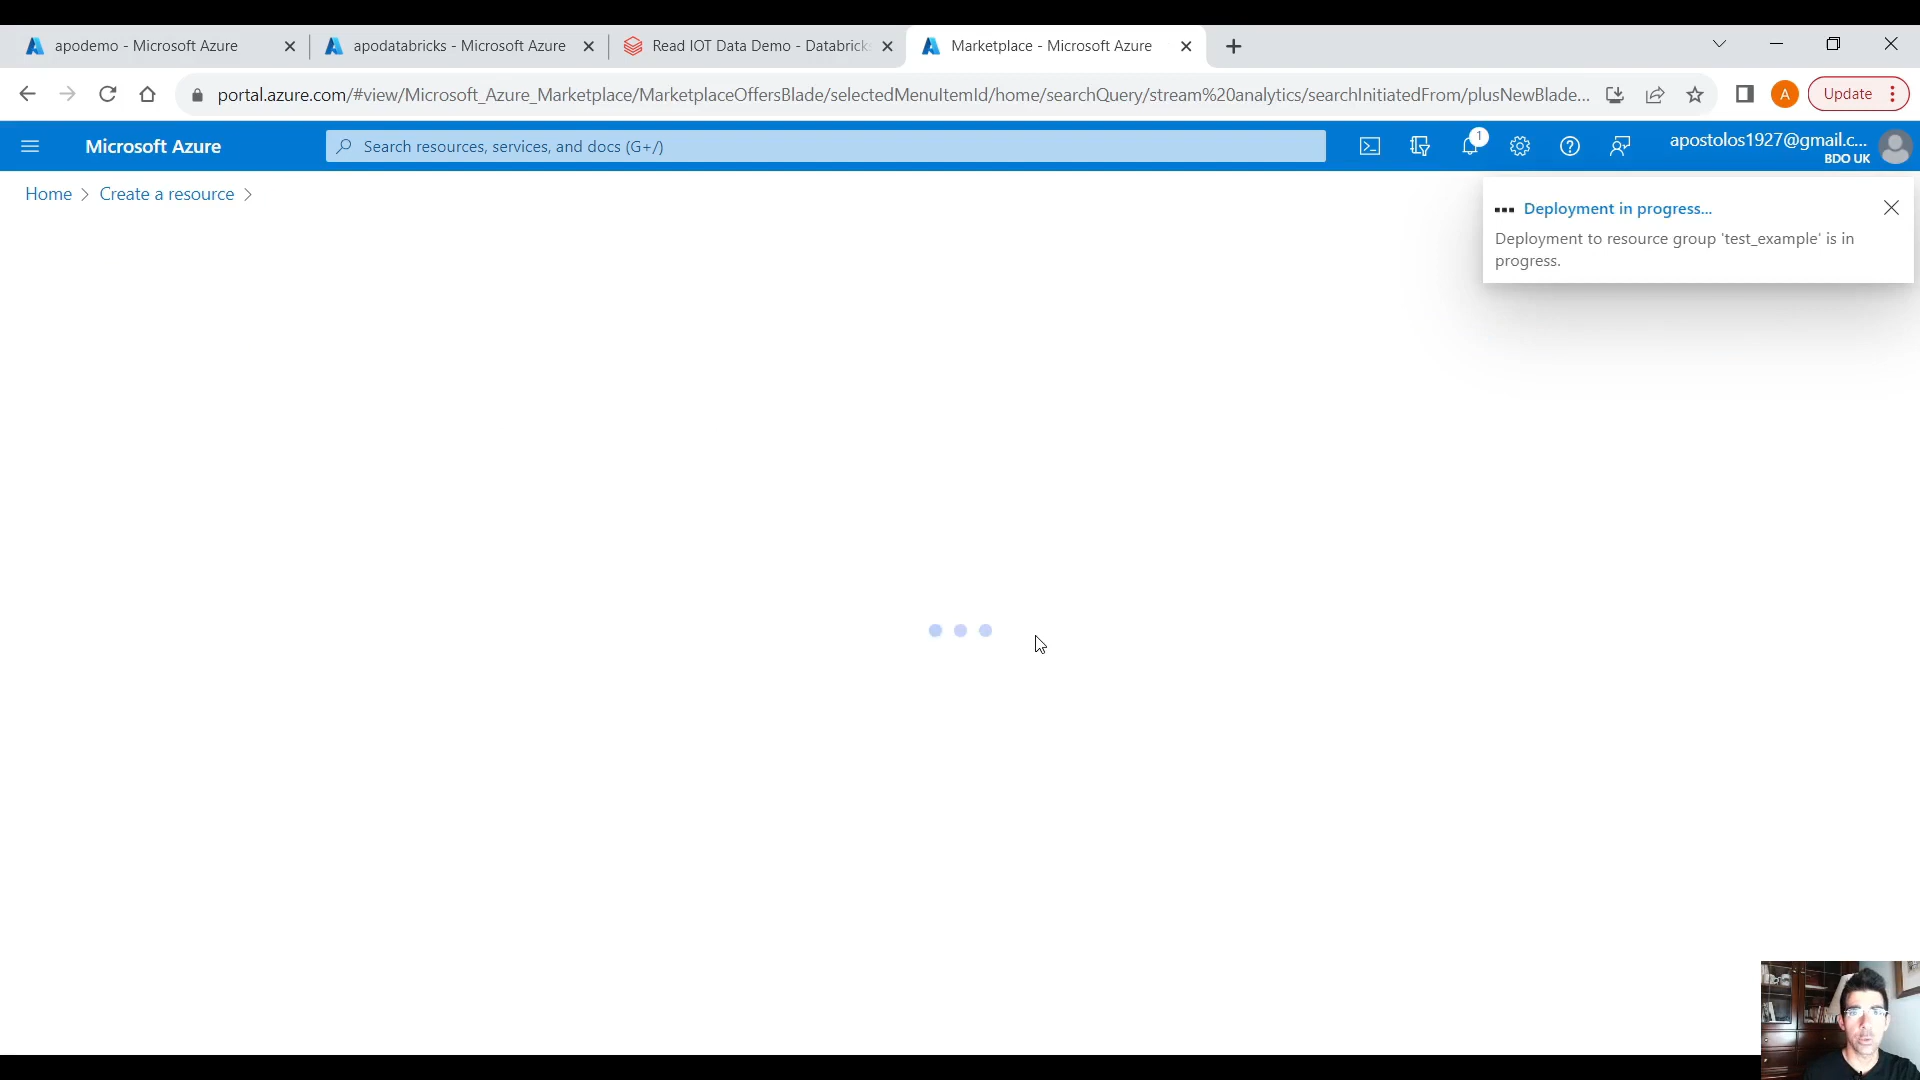 apodemo - Microsoft Azure
apodatabricks - Microsoft Azure
Read IOT Data Demo - Databrick
Marketplace - Microsoft Azure
portal.azure.com/#view/Microsoft_Azure_Marketplace/MarketplaceOffersBlade/selectedMenuItemId/home/searchQuery/stream%20analytics/searchInitiatedFrom/plusNewBlade...
A
Update
Microsoft Azure
Search resources, services, and docs (G+/)
1
apostolos1927@gmail.c...
BDO UK
Home > Create a resource >
Deployment in progress...
Deployment to resource group 'test_example' is in
progress.